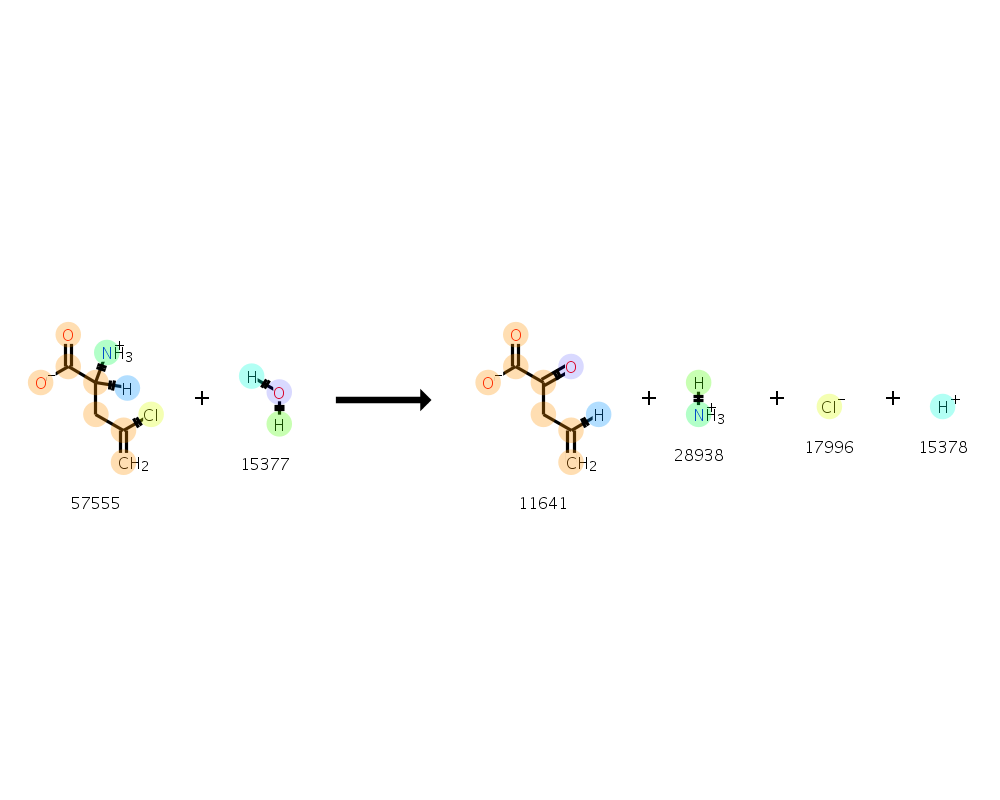 O O
NH3+ H O
O- H H Cl O- H H
+ O + NH3+ + Cl- + H+
H
CH2 CH2
57555 15377 11641 28938 17996 15378